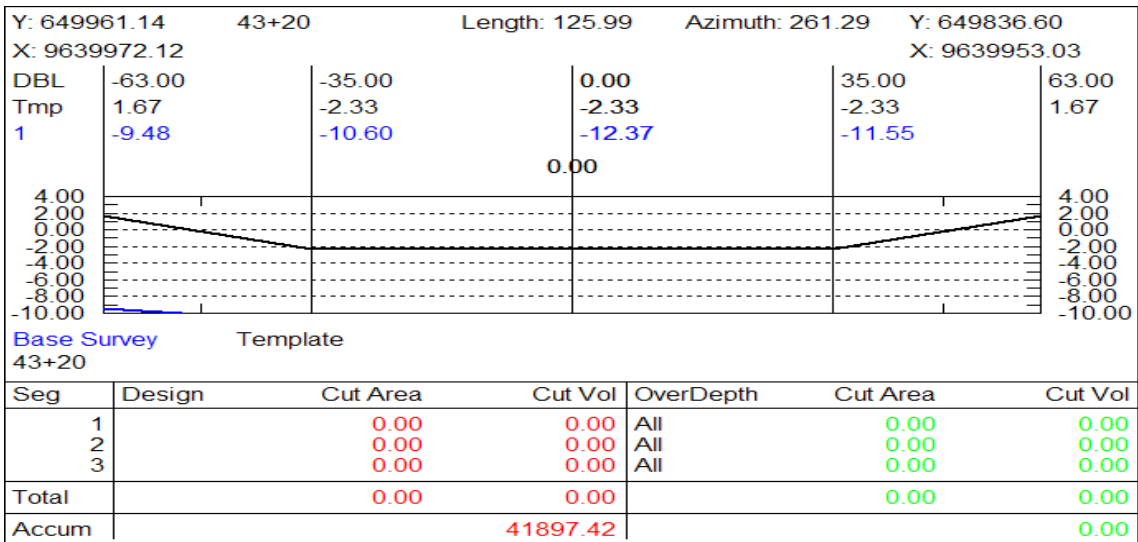 Y: 649961.14 43+20 Length: 125.99 Azimuth: 261.29 Y: 649836.60
X: 9639972.12 X: 9639953.03
DBL -63.00 -35.00 0.00 35.00 63.00
Tmp 1.67 -2.33 -2.33 -2.33 1.67
1 -9.48 -10.60 -12.37 -11.55
0.00
4.00 4.00
2.00 2.00
0.00 0.00
-2.00 -2.00
-4.00 -4.00
-6.00 -6.00
-8.00 -8.00
-10.00 -10.00
Base Survey Template
43+20
Seg Design Cut Area Cut Vol OverDepth Cut Area Cut Vol
1 0.00 0.00 All 0.00 0.00
2 0.00 0.00 All 0.00 0.00
3 0.00 0.00 All 0.00 0.00
Total 0.00 0.00 0.00 0.00
Accum 41897.42 0.00